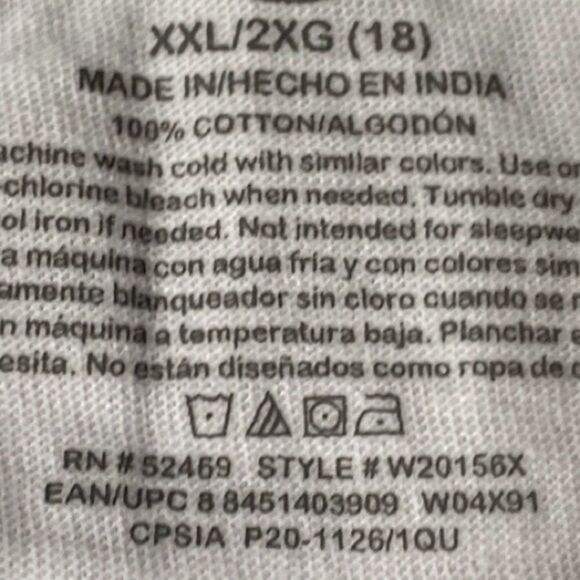 XXL/2XG (18)
MADE IN/HECHO EN INDIA
100% COTTON/ALGODÓN
achine wash cold with similar colors. Use on
-chlorine bleach when needed. Tumble dry
ol iron if needed. Not intended for sleepwe
a máquina con agua fría y con colores sim
amente blanqueador sin cloro cuando se n
n máquina a temperatura baja. Planchar
esita. No están diseñados como ropa de
RN # 52469 STYLE # W20156X
EAN/UPC 8 8451403909 W04X91
CPSIA P20-1126/1QU